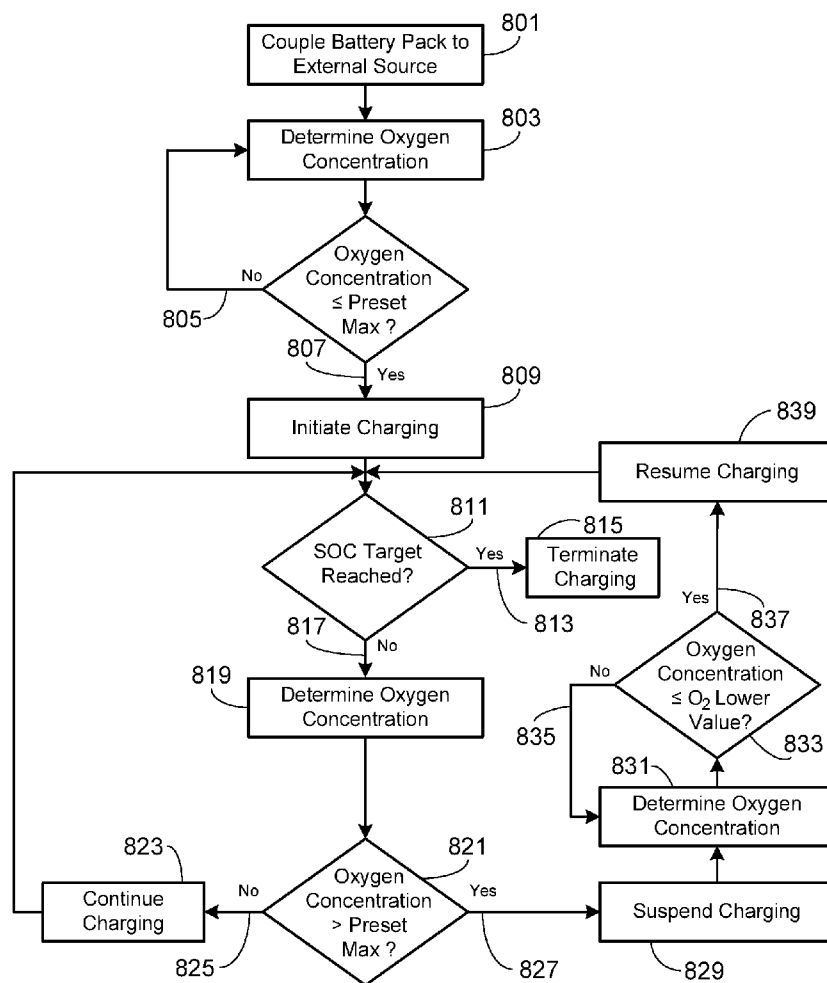 801
Couple Battery Pack to
External Source
803
Determine Oxygen
Concentration
Oxygen
Concentration
≤ Preset
Max ?
No
805
807
Yes
809
Initiate Charging
839
Resume Charging
811
SOC Target
Reached?
Yes
813
815
Terminate
Charging
817
No
819
Determine Oxygen
Concentration
Yes
837
Oxygen
Concentration
≤ O₂ Lower
Value?
No
835
833
831
Determine Oxygen
Concentration
823
Continue
Charging
821
Oxygen
Concentration
> Preset
Max ?
No
825
Yes
827
Suspend Charging
829